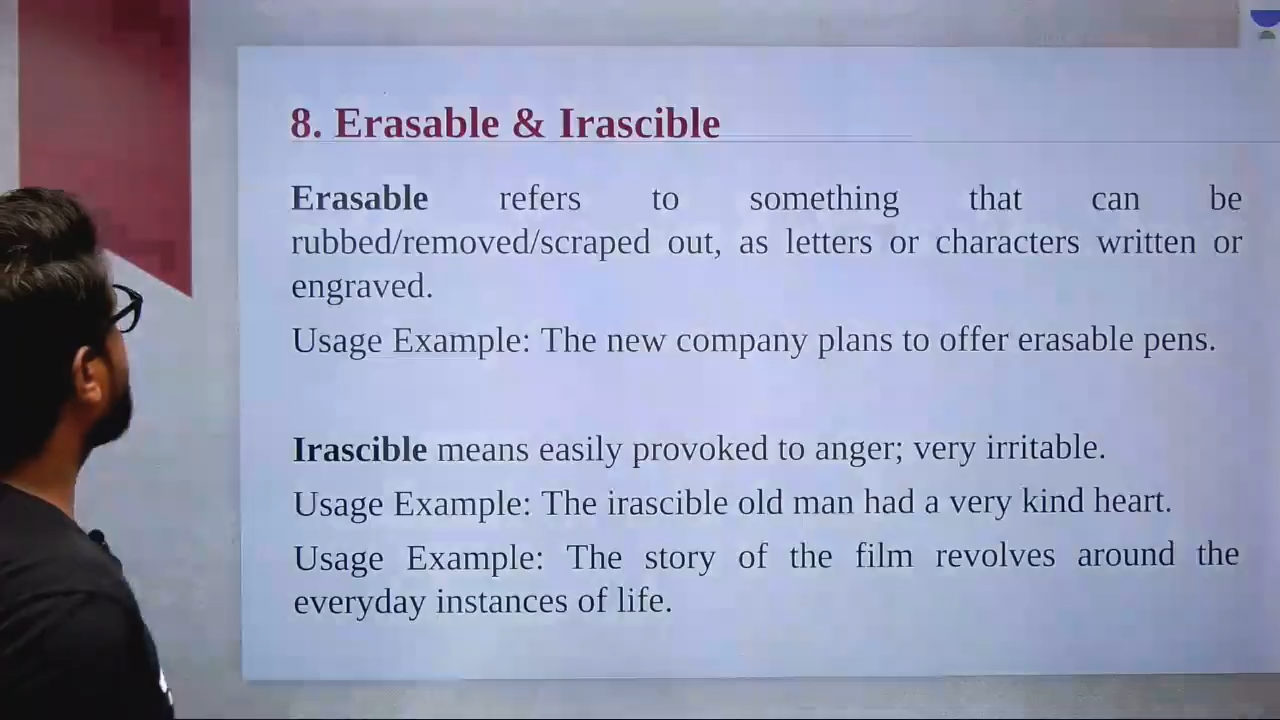 8. Erasable & Irascible
Erasable refers to something that can be
rubbed/removed/scraped out, as letters or characters written or
engraved.
Usage Example: The new company plans to offer erasable pens.
Irascible means easily provoked to anger; very irritable.
Usage Example: The irascible old man had a very kind heart.
Usage Example: The story of the film revolves around the
everyday instances of life.